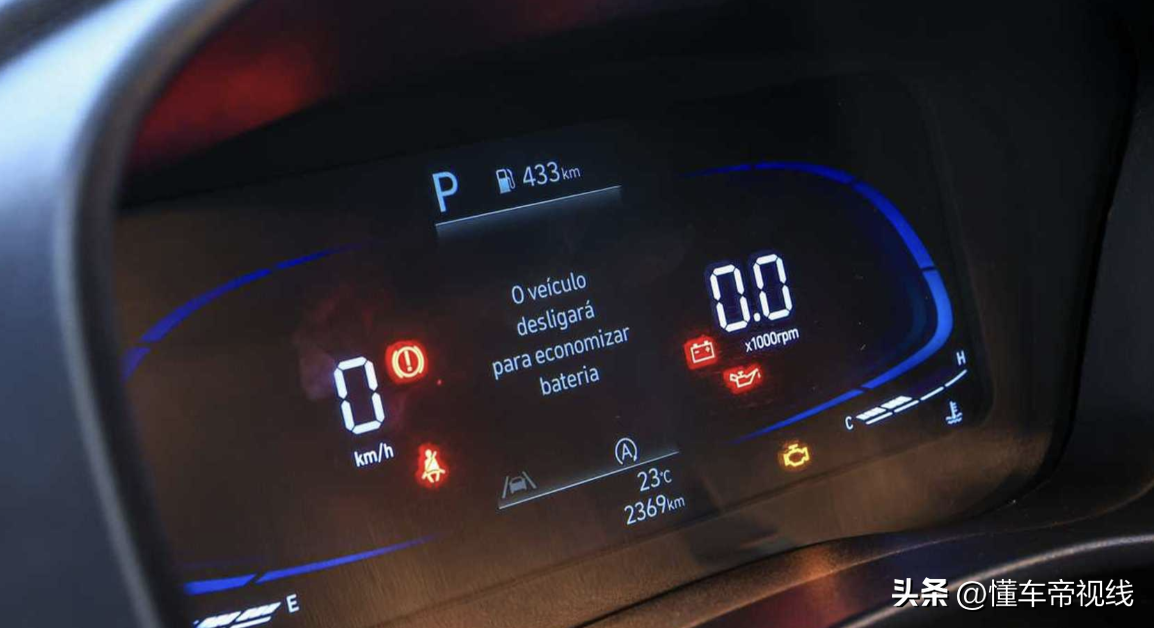 P 433km
O veículo
desligará
para economizar
bateria
0.0
x1000rpm
0
km/h
H
C
23°C
2369km
E
头条 @懂车帝视线